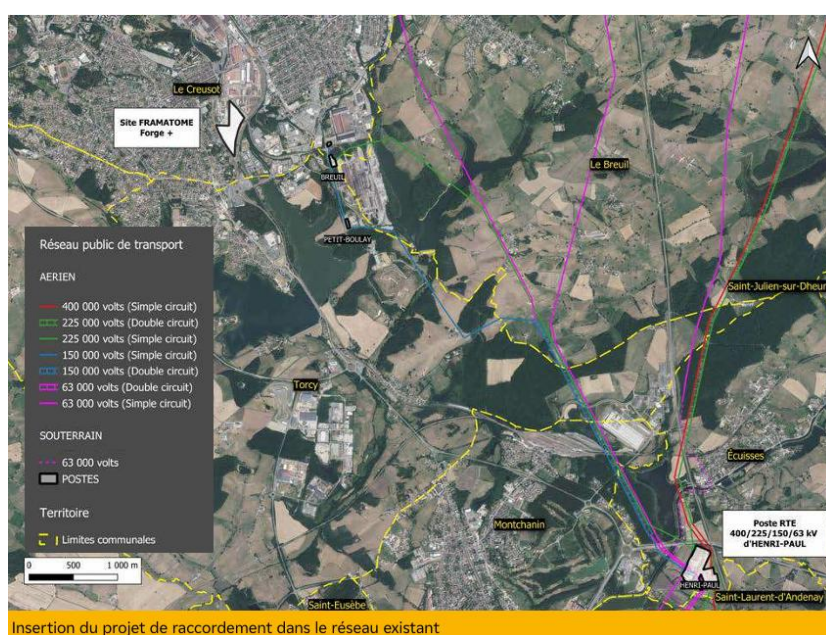 Le Creusot
Site FRAMATOME
Forge +
BREUIL
PETIT-BOULAY
Le Breuil
Réseau public de transport
AERIEN
400 000 volts (Simple circuit)
225 000 volts (Double circuit)
225 000 volts (Simple circuit)
150 000 volts (Simple circuit)
150 000 volts (Double circuit)
63 000 volts (Double circuit)
63 000 volts (Simple circuit)
SOUTERRAIN
63 000 volts
POSTES
Territoire
Limites communales
0 500 1 000 m
Saint-Julien-sur-Dheun
Torcy
Écuisses
Montchanin
Poste RTE
400/225/150/63 kV
d'HENRI-PAUL
HENRI-PAUL
Saint-Eusèbe
Saint-Laurent-d'Andenay
Insertion du projet de raccordement dans le réseau existant